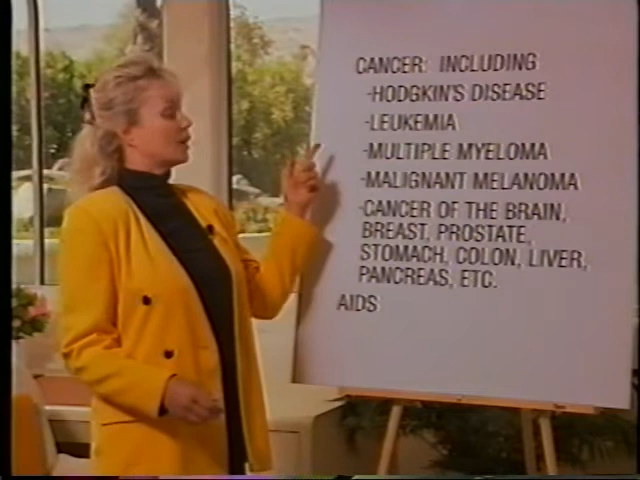 CANCER: INCLUDING
-HODGKIN'S DISEASE
-LEUKEMIA
-MULTIPLE MYELOMA
-MALIGNANT MELANOMA
-CANCER OF THE BRAIN,
BREAST, PROSTATE,
STOMACH, COLON, LIVER,
PANCREAS, ETC.
AIDS